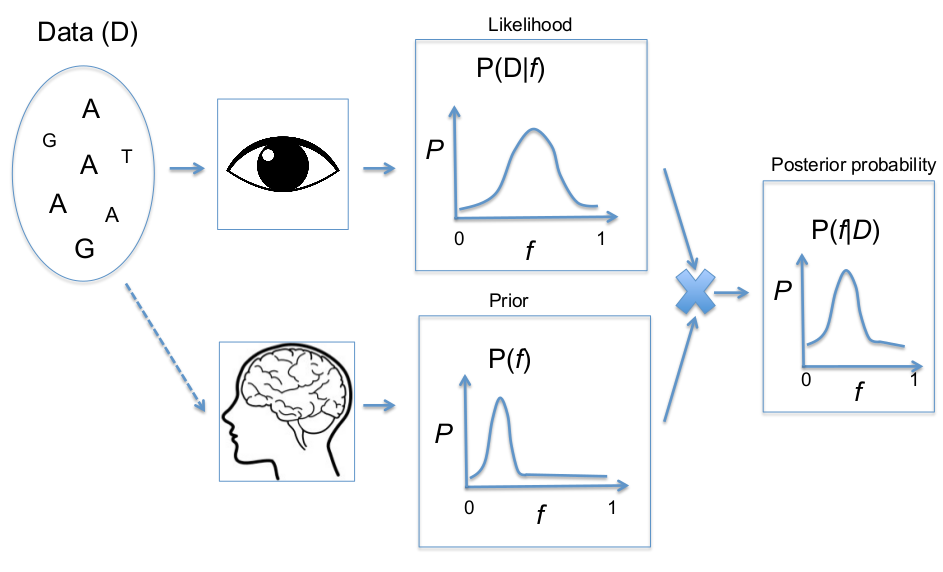 Data (D)
A
G
A
T
A
A
G
Likelihood
P(D|f)
P
0
1
f
Prior
P(f)
P
0
1
f
Posterior probability
P(f|D)
P
0
1
f